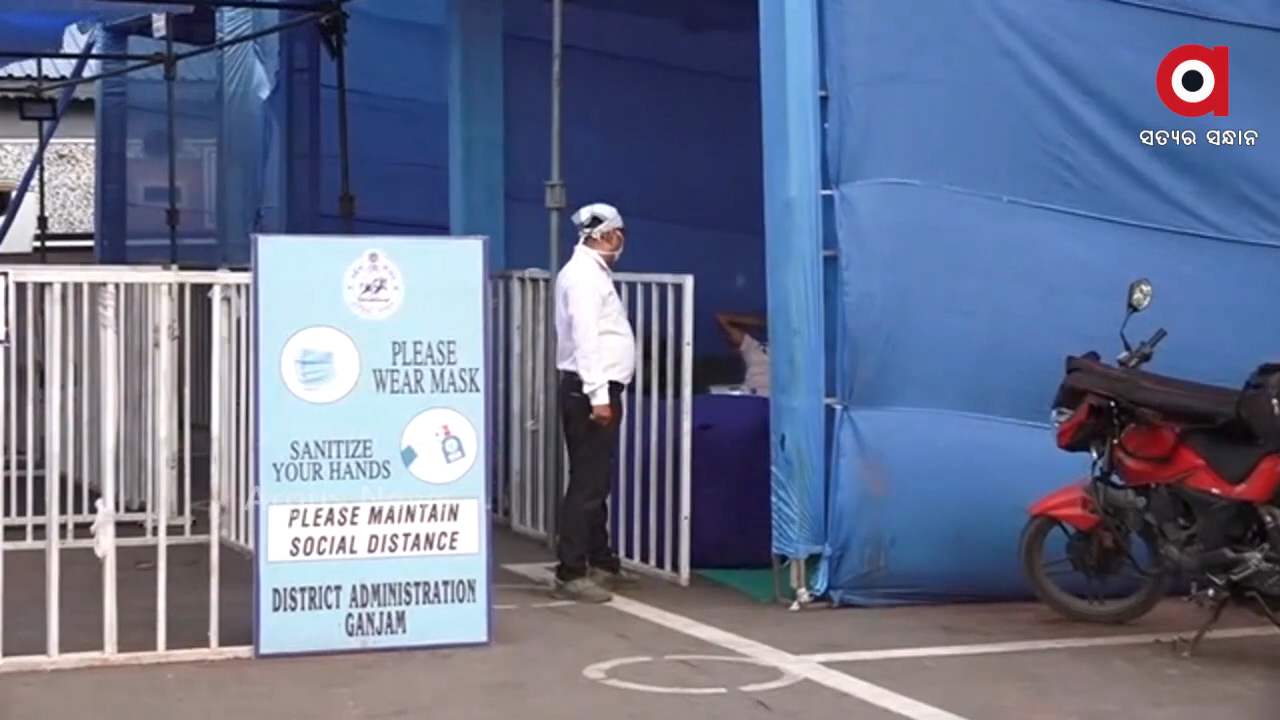 ସତ୍ୟର ସନ୍ଧାନ
PLEASE
WEAR MASK
SANITIZE
YOUR HANDS
PLEASE MAINTAIN
SOCIAL DISTANCE
DISTRICT ADMINISTRATION
GANJAM